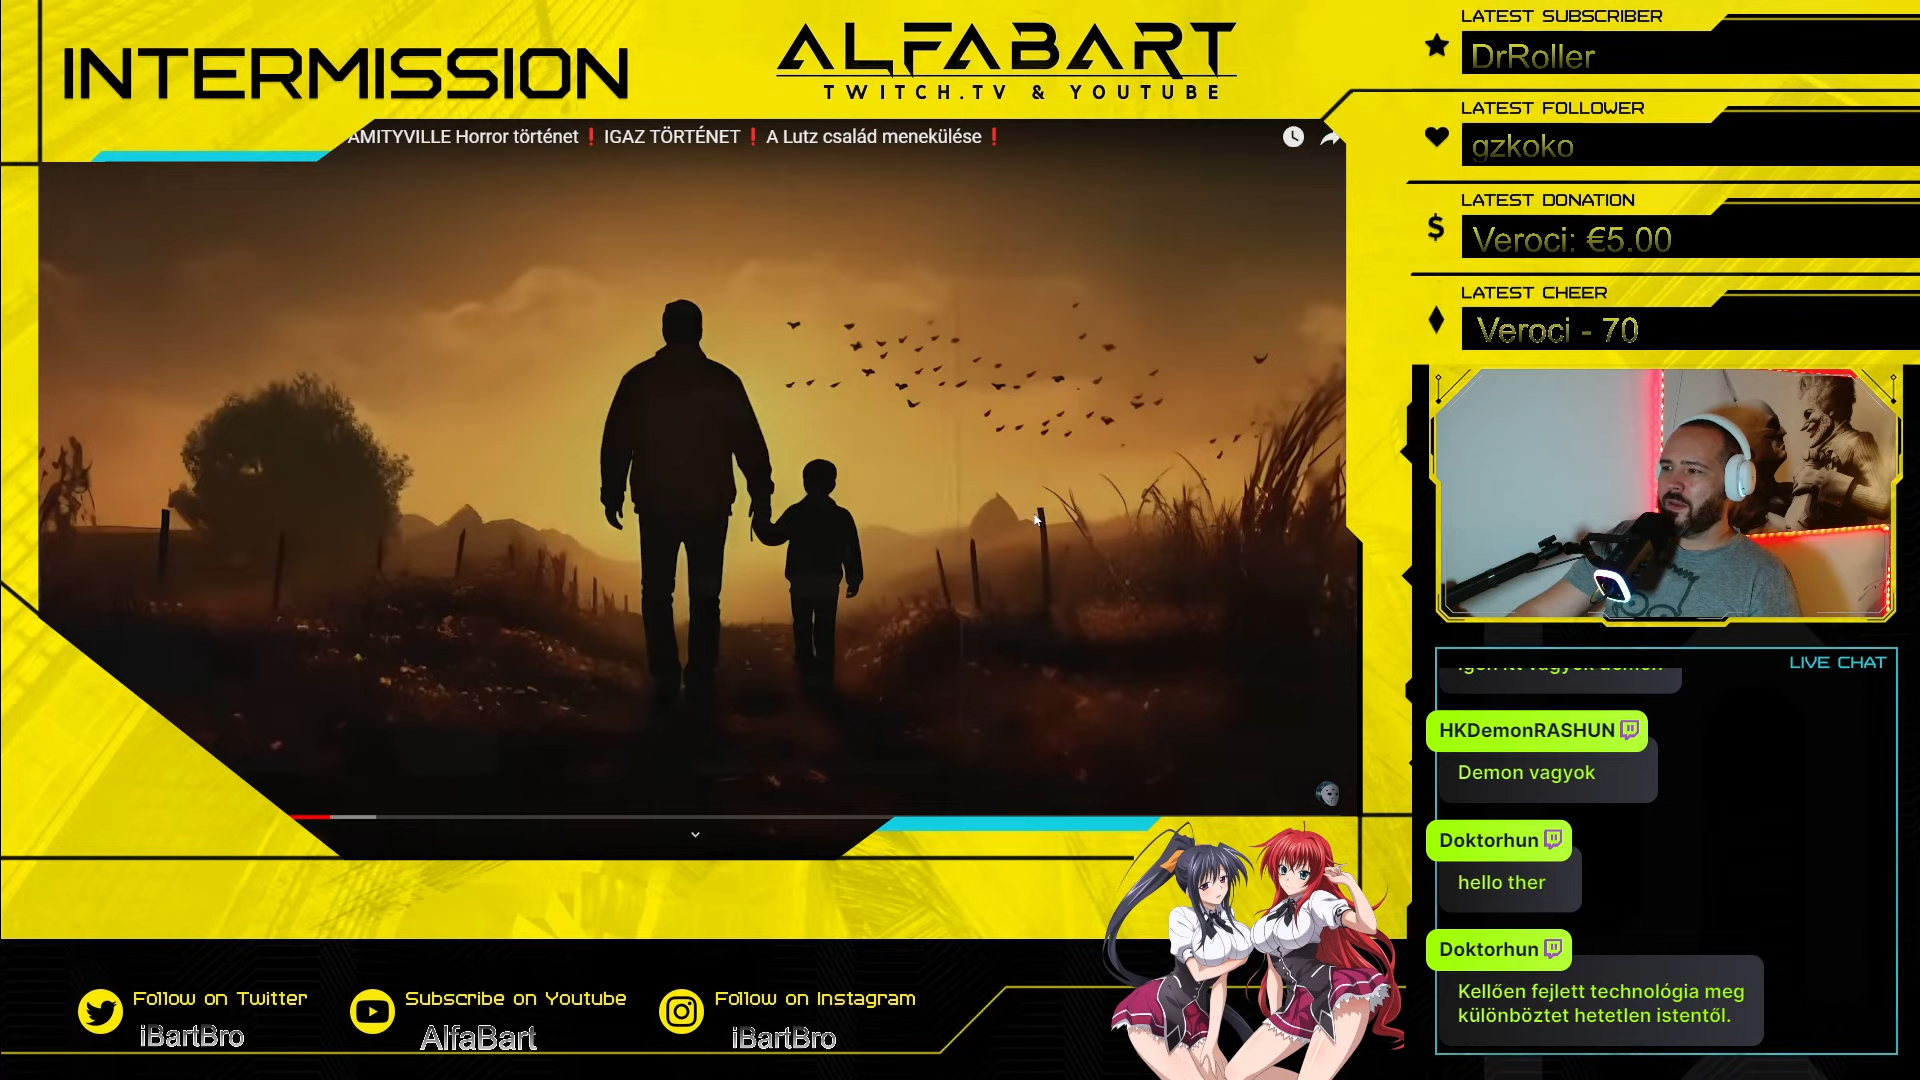 INTERMISSION
ALFABART
TWITCH.TV & YOUTUBE
AMITYVILLE Horror történet❗ IGAZ TÖRTÉNET❗ A Lutz család menekülése❗
LATEST SUBSCRIBER
DrRoller
LATEST FOLLOWER
gzkoko
LATEST DONATION
$
Veroci: €5.00
LATEST CHEER
Veroci - 70
LIVE CHAT
HKDemonRASHUN
Demon vagyok
Doktorhun
hello ther
Doktorhun
Kellően fejlett technológia meg
különböztet hetetlen istentől.
Follow on Twitter
iBartBro
Subscribe on Youtube
AlfaBart
Follow on Instagram
iBartBro